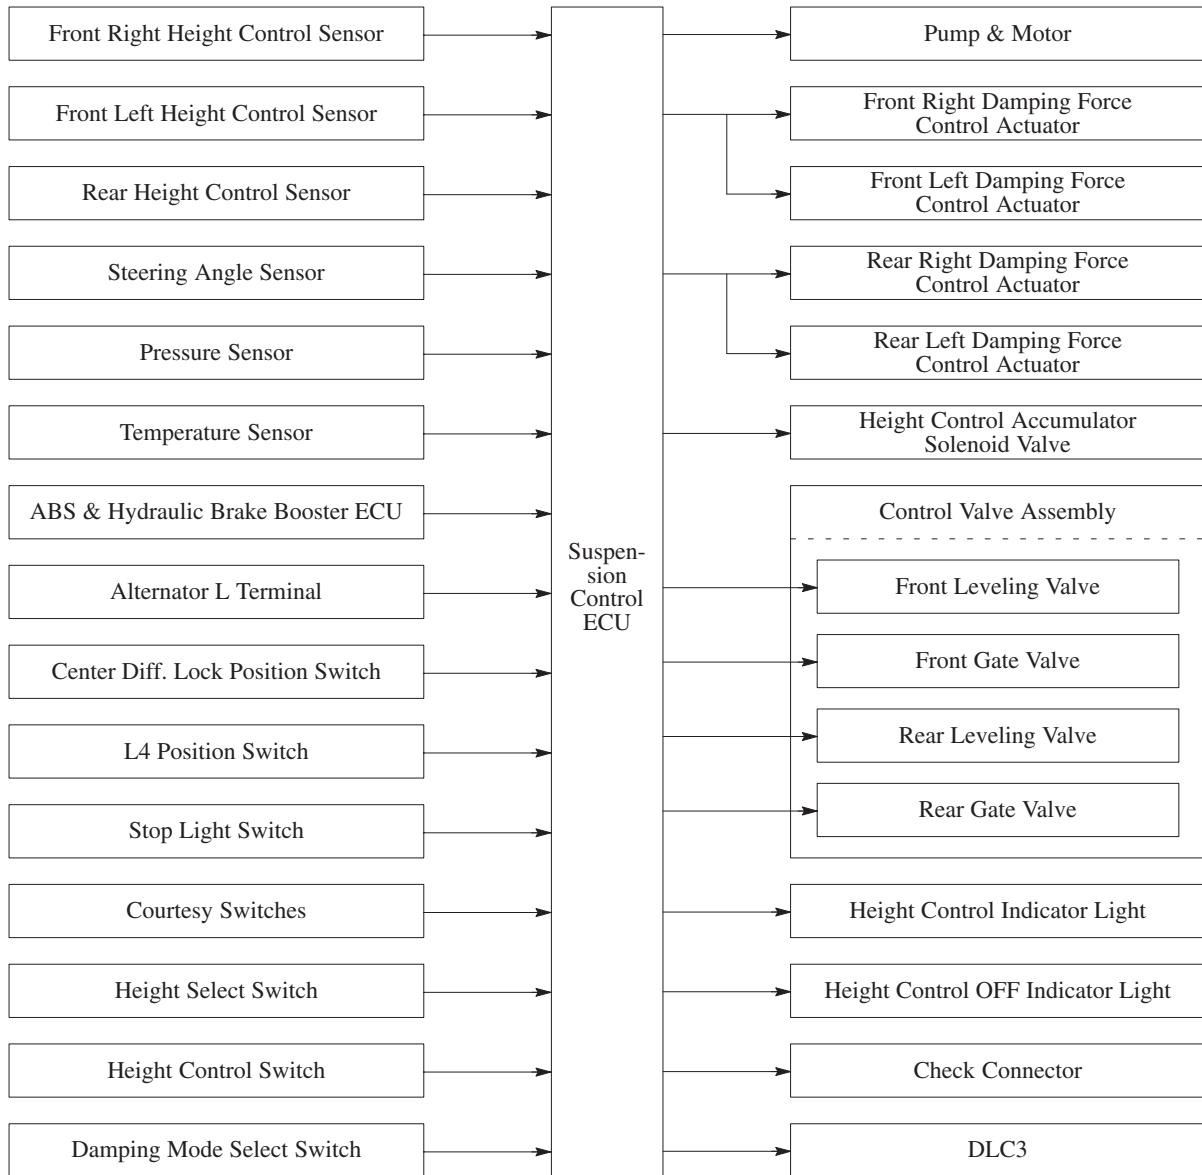 Front Right Height Control Sensor
Front Left Height Control Sensor
Rear Height Control Sensor
Steering Angle Sensor
Pressure Sensor
Temperature Sensor
ABS & Hydraulic Brake Booster ECU
Alternator L Terminal
Center Diff. Lock Position Switch
L4 Position Switch
Stop Light Switch
Courtesy Switches
Height Select Switch
Height Control Switch
Damping Mode Select Switch
Suspen-
sion
Control
ECU
Pump & Motor
Front Right Damping Force
Control Actuator
Front Left Damping Force
Control Actuator
Rear Right Damping Force
Control Actuator
Rear Left Damping Force
Control Actuator
Height Control Accumulator
Solenoid Valve
Control Valve Assembly
Front Leveling Valve
Front Gate Valve
Rear Leveling Valve
Rear Gate Valve
Height Control Indicator Light
Height Control OFF Indicator Light
Check Connector
DLC3